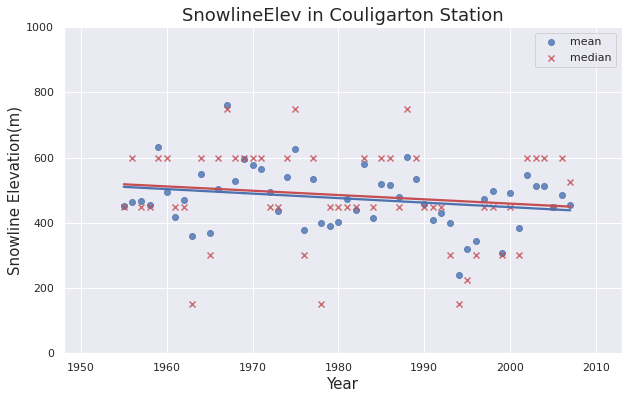 SnowlineElev in Couligarton Station
1000
800
600
400
200
0
Snowline Elevation(m)
mean
median
1950
1960
1970
1980
1990
2000
2010
Year